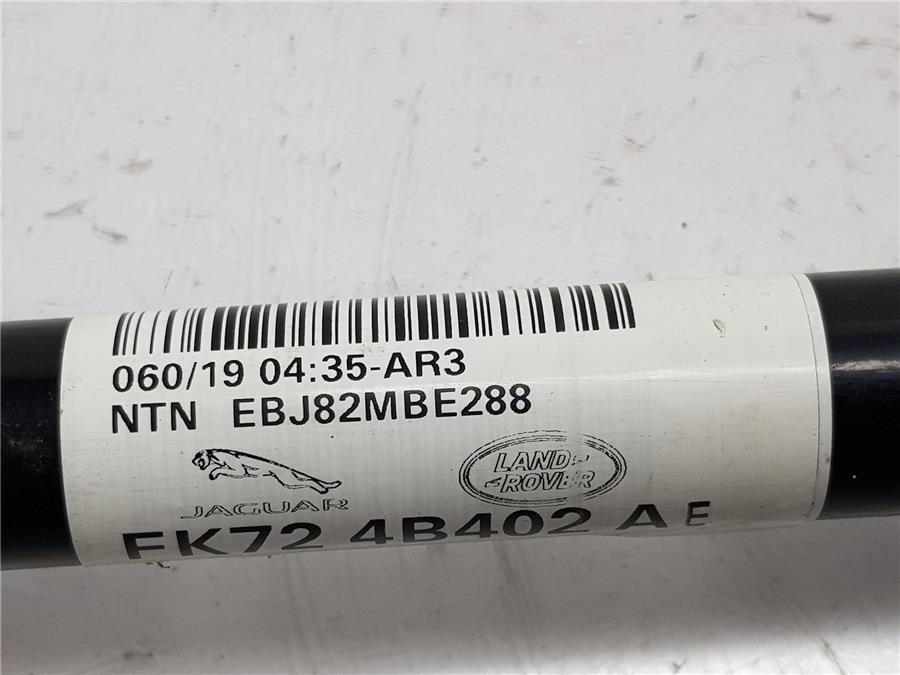 060/19 04:35-AR3
NTN EBJ82MBE288
JAGUAR
LAND-
ROVER
FK72 4B402 AE